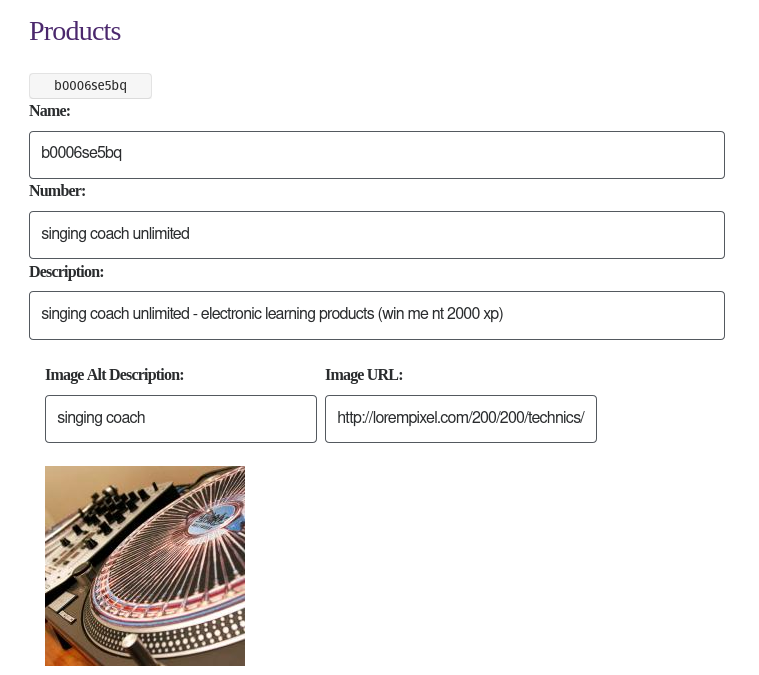 Products
b0006se5bq
Name:
b0006se5bq
Number:
singing coach unlimited
Description:
singing coach unlimited - electronic learning products (win me nt 2000 xp)
Image Alt Description: Image URL:
singing coach http://lorempixel.com/200/200/technics/